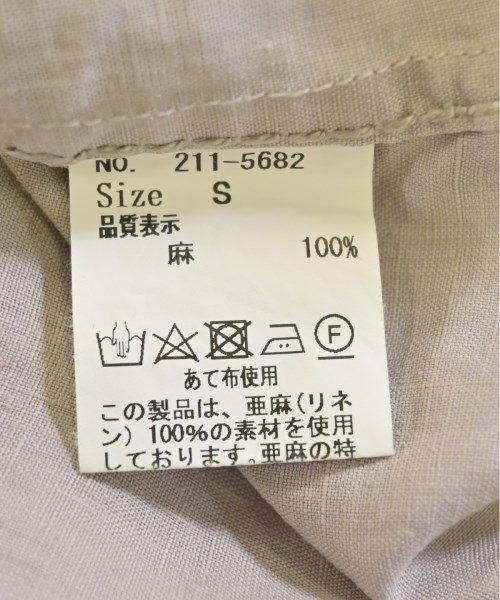 NO. 211-5682
Size S
品質表示
麻 100%
F
あて布使用
この製品は、亜麻(リネ
ン)100%の素材を使用
しております。亜麻の特